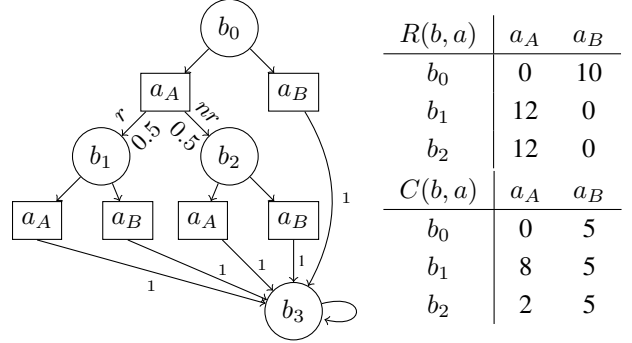 b0
aA
aB
r
nr
0.5
0.5
b1
b2
1
aA
aB
aA
aB
1
1
1
1
b3
R(b, a) aA aB
b0 0 10
b1 12 0
b2 12 0
C(b, a) aA aB
b0 0 5
b1 8 5
b2 2 5